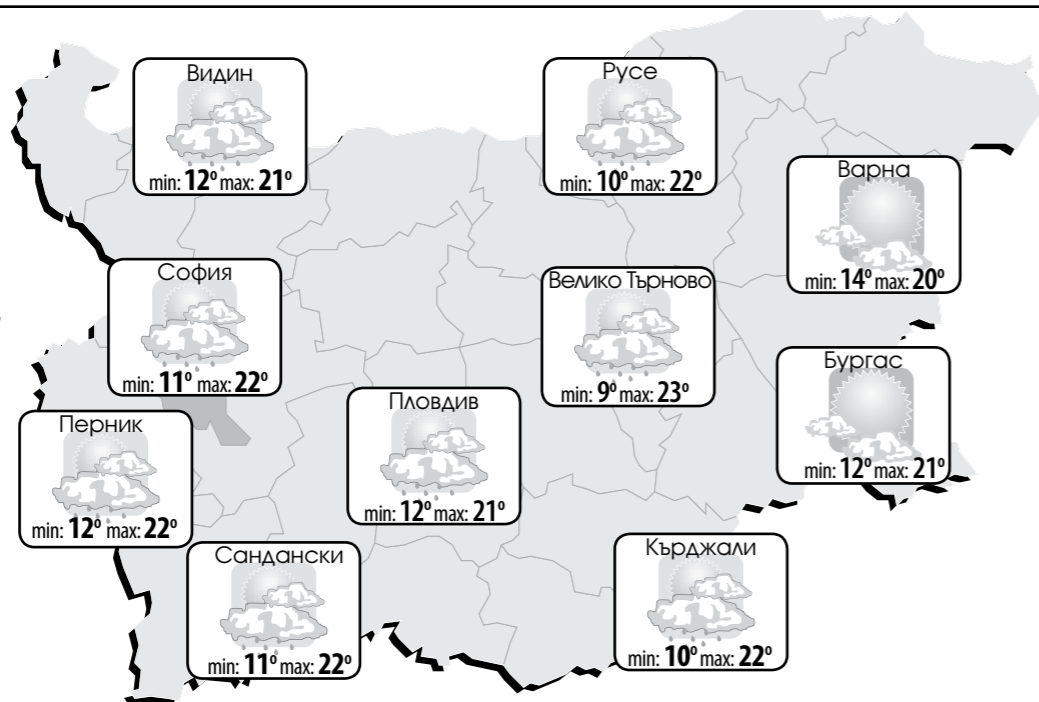 Видин
min: 12° max: 21°
Русе
min: 10° max: 22°
Варна
min: 14° max: 20°
София
min: 11° max: 22°
Велико Търново
min: 9° max: 23°
Бургас
min: 12° max: 21°
Пловдив
min: 12° max: 21°
Перник
min: 12° max: 22°
Сандански
min: 11° max: 22°
Кърджали
min: 10° max: 22°